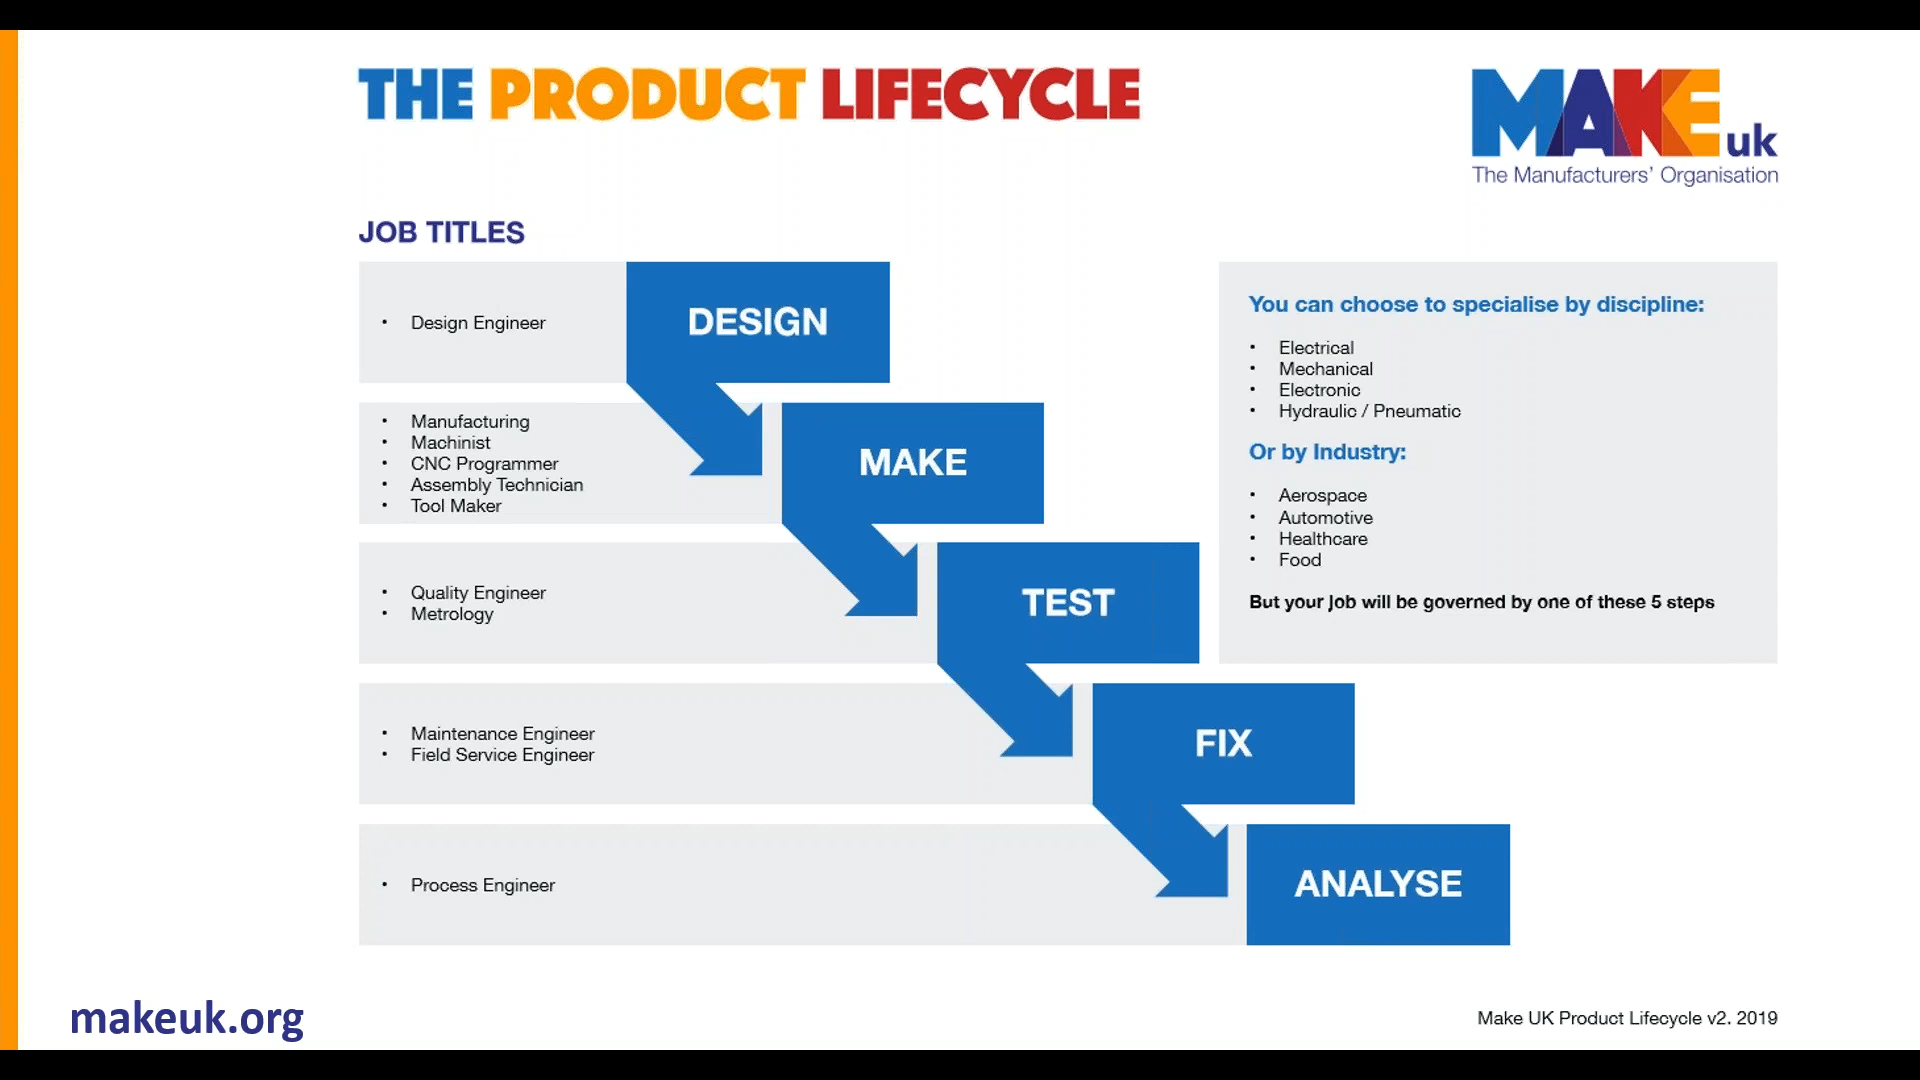 THE PRODUCT LIFECYCLE
MAKE uk
The Manufacturers' Organisation
JOB TITLES
• Design Engineer
DESIGN
• Manufacturing
• Machinist
• CNC Programmer
• Assembly Technician
• Tool Maker
MAKE
• Quality Engineer
• Metrology
TEST
• Maintenance Engineer
• Field Service Engineer
FIX
• Process Engineer
ANALYSE
You can choose to specialise by discipline:
• Electrical
• Mechanical
• Electronic
• Hydraulic / Pneumatic
Or by Industry:
• Aerospace
• Automotive
• Healthcare
• Food
But your job will be governed by one of these 5 steps
makeuk.org
Make UK Product Lifecycle v2. 2019